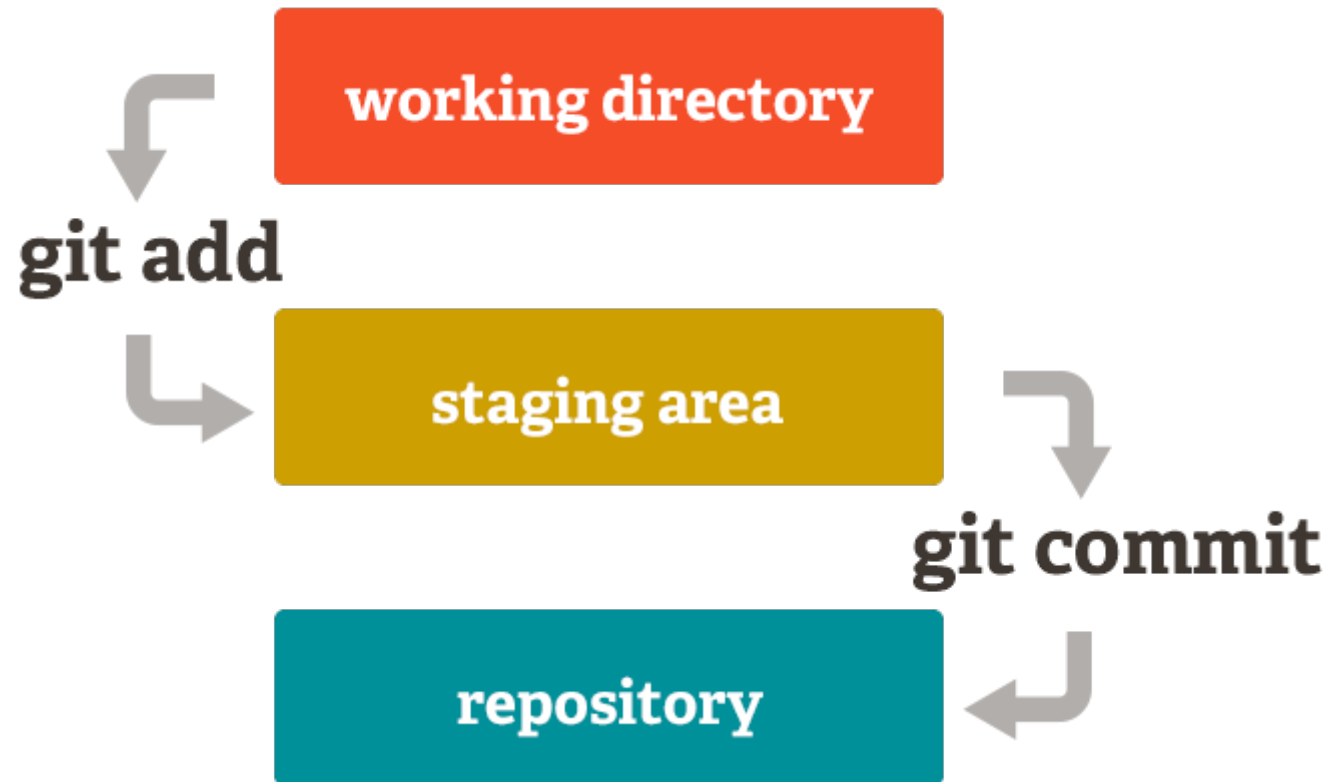 working directory
git add
staging area
git commit
repository